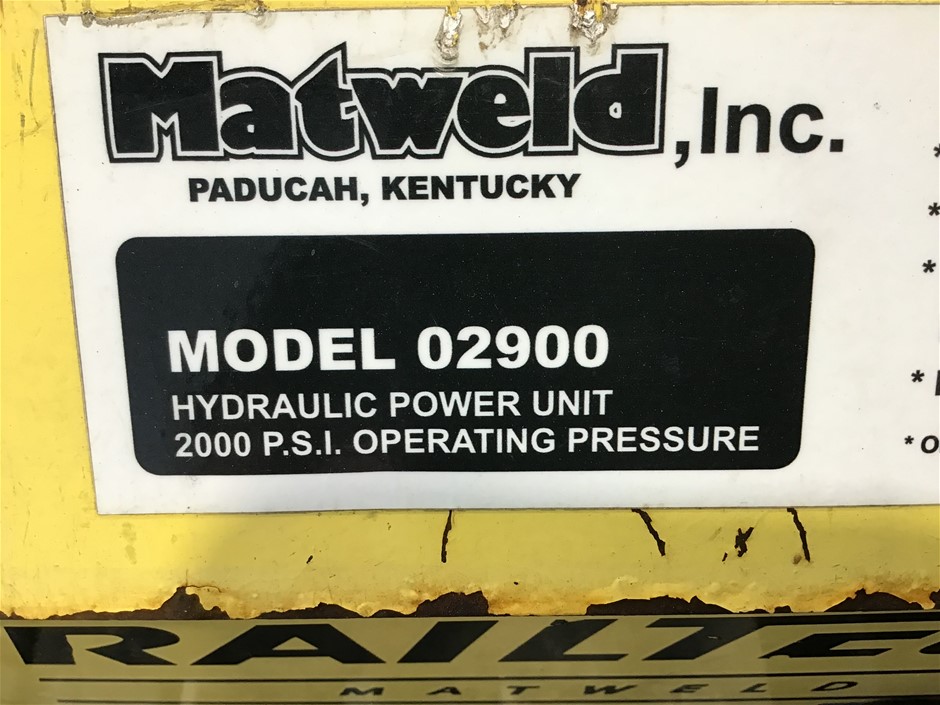 Matweld, Inc.
PADUCAH, KENTUCKY
MODEL 02900
HYDRAULIC POWER UNIT
2000 P.S.I. OPERATING PRESSURE
*
*
*
*
*
MATWELD